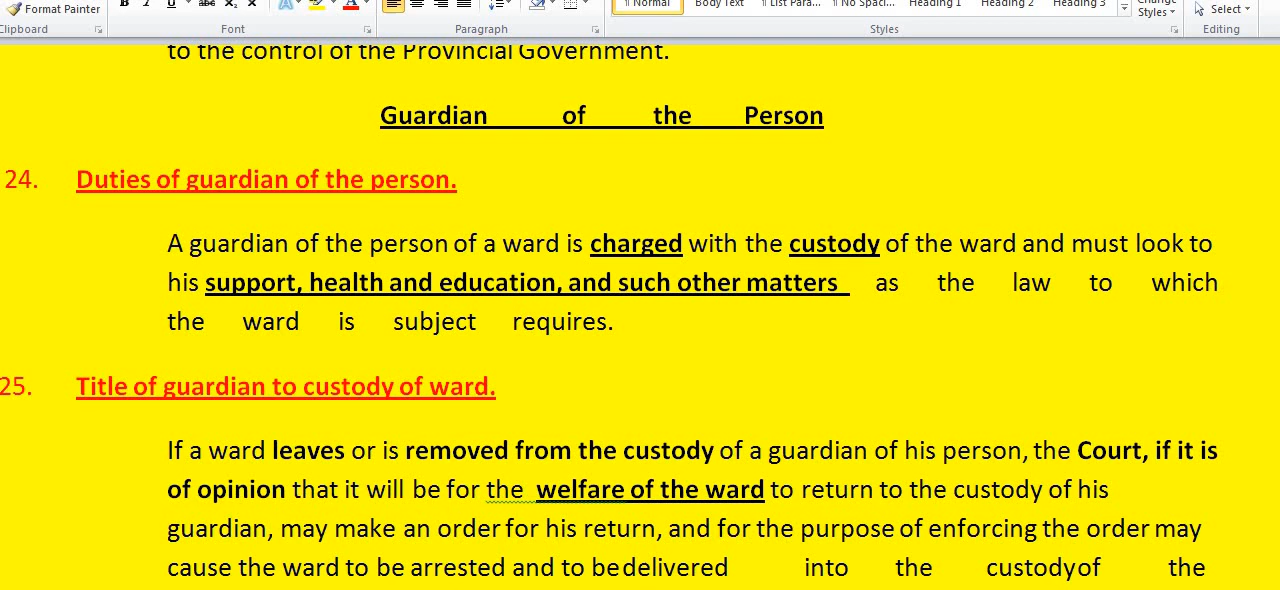 Format Painter
B I U abc X₂ X A A
Normal Body Text List Para... No Spaci... Heading 1 Heading 2 Heading 3 Change Styles Select
Clipboard Font Paragraph Styles Editing
to the control of the Provincial Government.
Guardian of the Person
24. Duties of guardian of the person.
A guardian of the person of a ward is charged with the custody of the ward and must look to
his support, health and education, and such other matters as the law to which
the ward is subject requires.
25. Title of guardian to custody of ward.
If a ward leaves or is removed from the custody of a guardian of his person, the Court, if it is
of opinion that it will be for the welfare of the ward to return to the custody of his
guardian, may make an order for his return, and for the purpose of enforcing the order may
cause the ward to be arrested and to be delivered into the custody of the